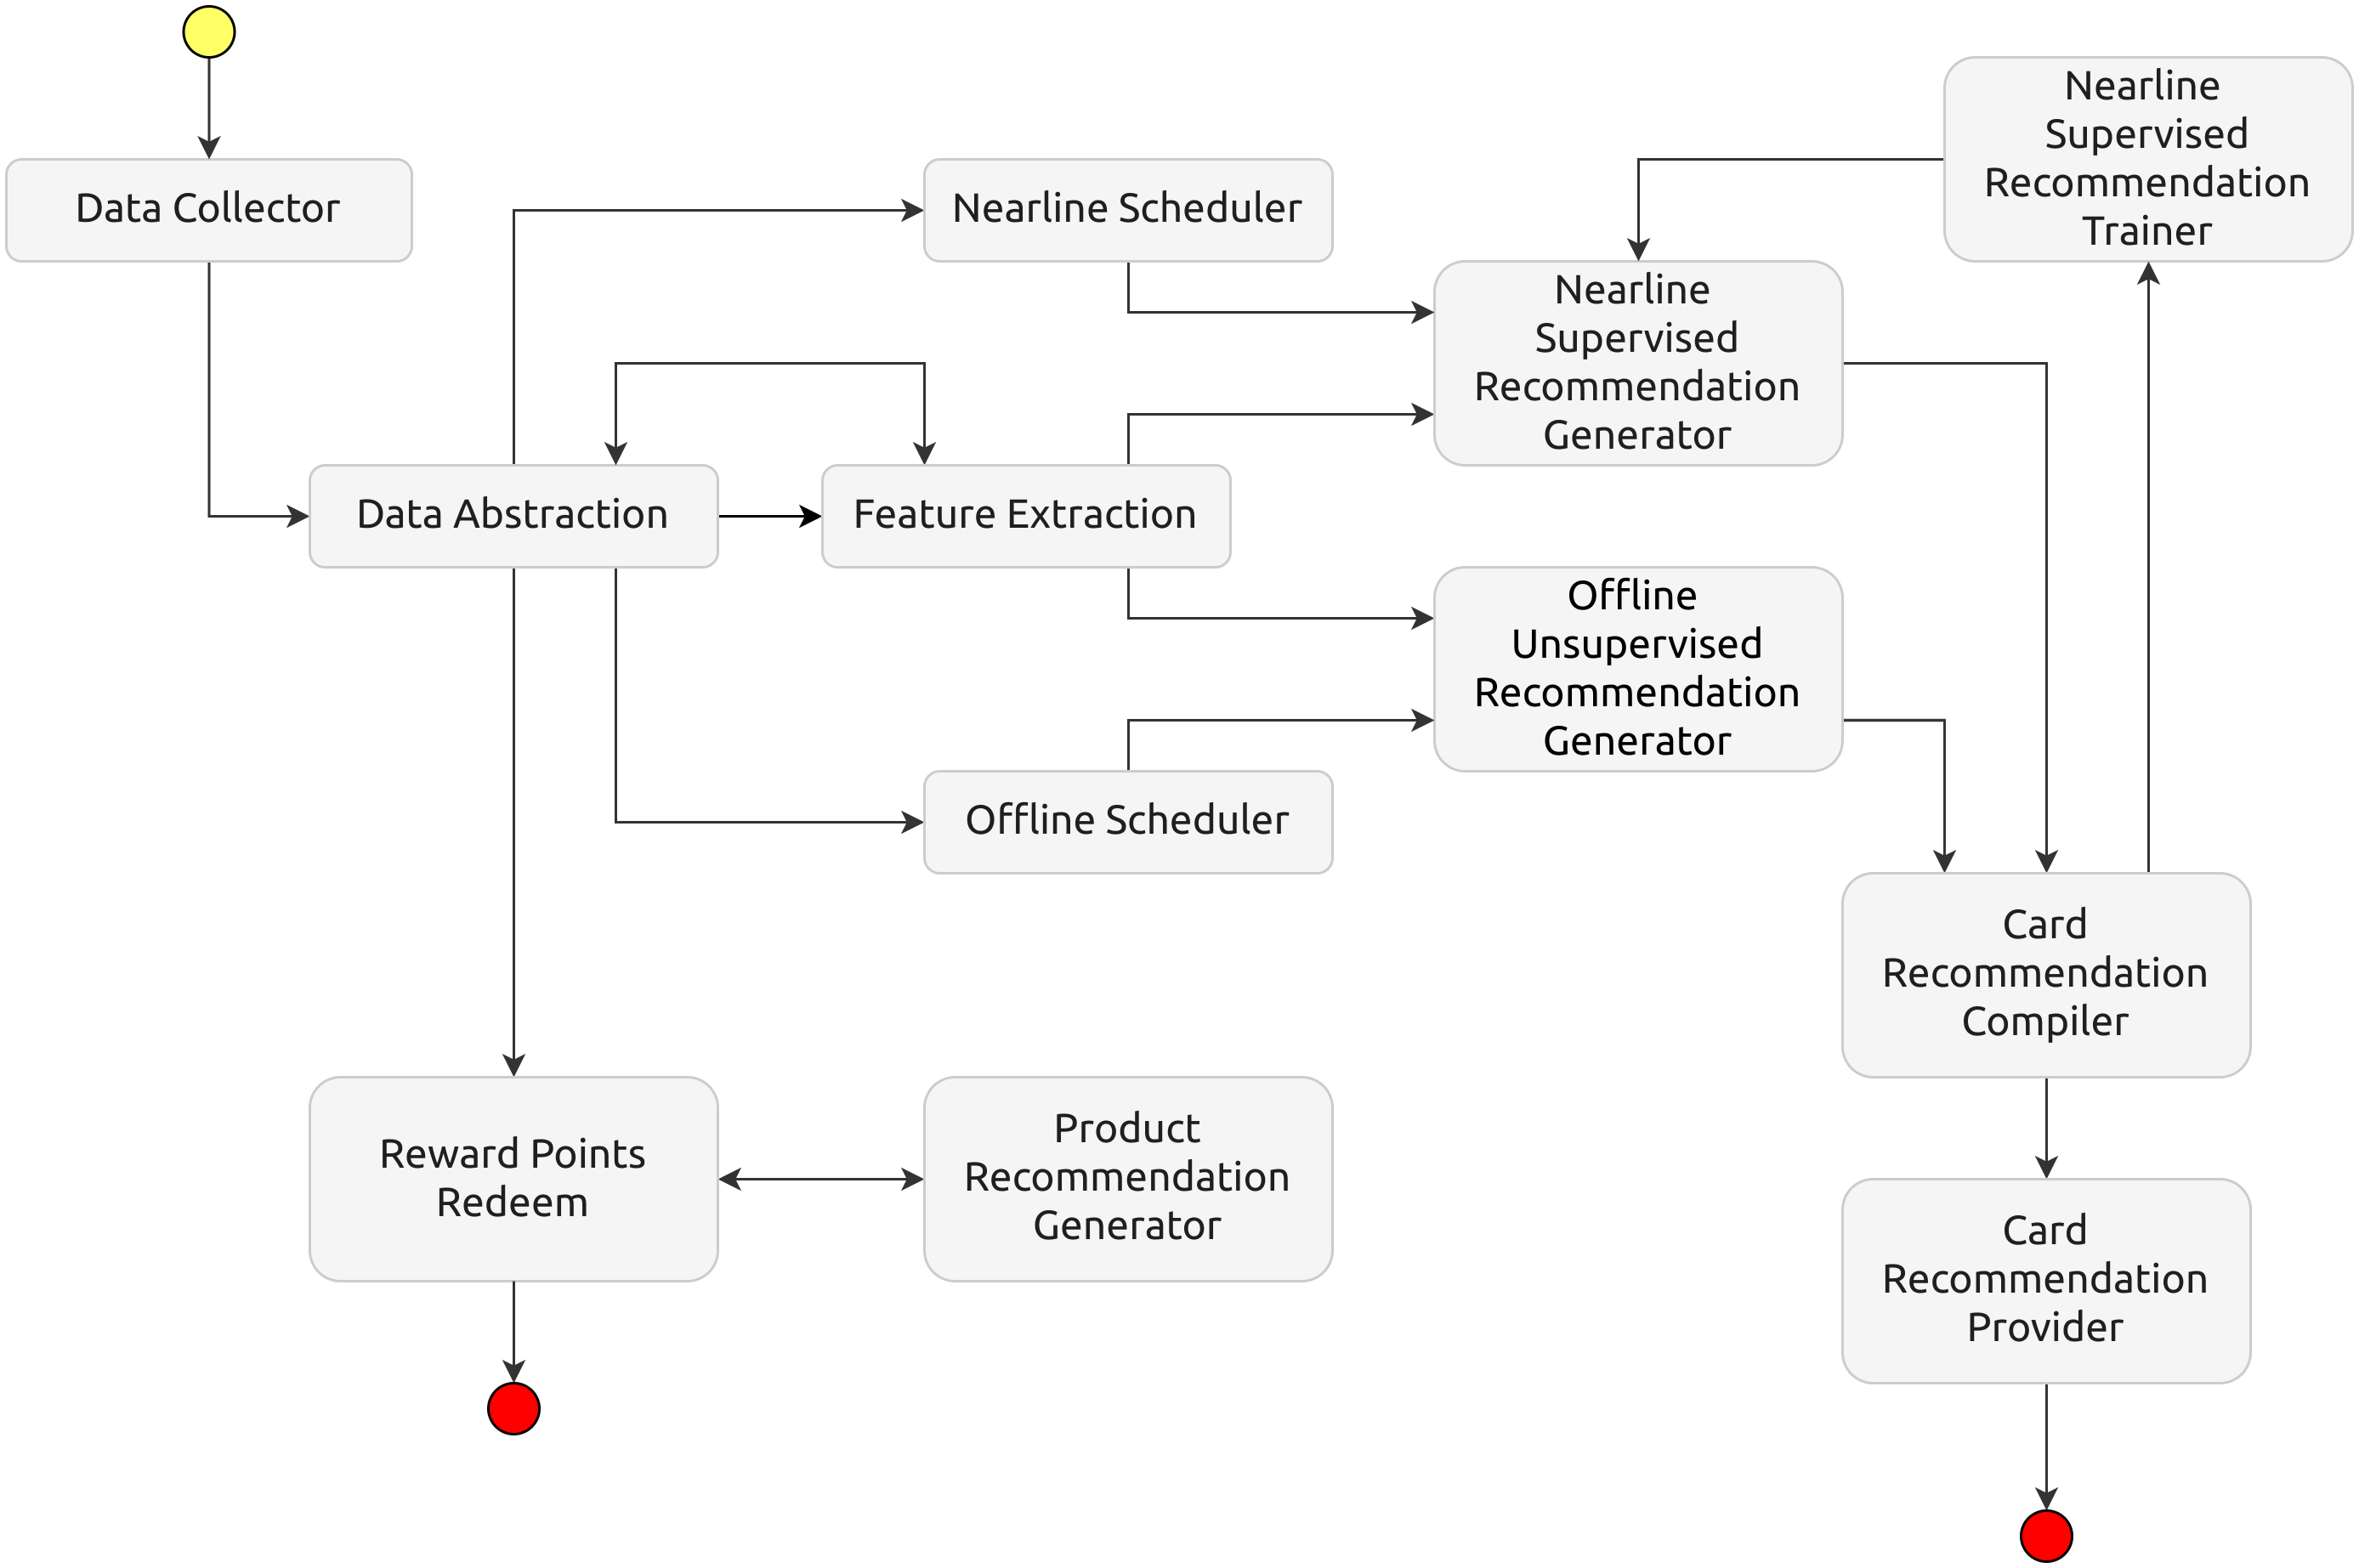 Data Collector
Nearline Scheduler
Nearline
Supervised
Recommendation
Trainer
Nearline
Supervised
Recommendation
Generator
Data Abstraction
Feature Extraction
Offline
Unsupervised
Recommendation
Generator
Offline Scheduler
Card
Recommendation
Compiler
Reward Points
Redeem
Product
Recommendation
Generator
Card
Recommendation
Provider